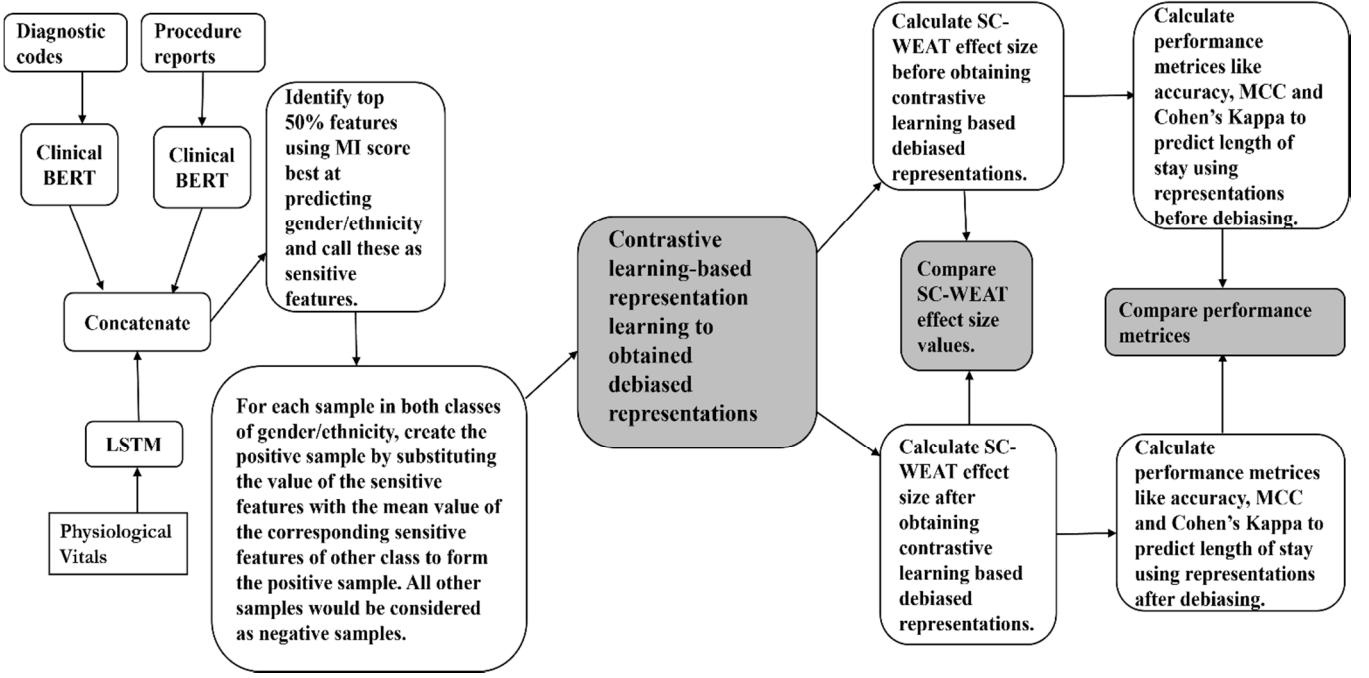 Diagnostic
codes
Procedure
reports
Clinical
BERT
Clinical
BERT
Concatenate
LSTM
Physiological
Vitals
Identify top
50% features
using MI score
best at
predicting
gender/ethnicity
and call these as
sensitive
features.
For each sample in both classes
of gender/ethnicity, create the
positive sample by substituting
the value of the sensitive
features with the mean value of
the corresponding sensitive
features of other class to form
the positive sample. All other
samples would be considered
as negative samples.
Contrastive
learning-based
representation
learning to
obtained
debiased
representations
Calculate SC-
WEAT effect size
before obtaining
contrastive
learning based
debiased
representations.
Calculate
performance
metrices like
accuracy, MCC and
Cohen's Kappa to
predict length of
stay using
representations
before debiasing.
Compare
SC-WEAT
effect size
values.
Compare performance
metrices
Calculate SC-
WEAT effect
size after
obtaining
contrastive
learning based
debiased
representations.
Calculate
performance metrices
like accuracy, MCC
and Cohen's Kappa to
predict length of stay
using representations
after debiasing.